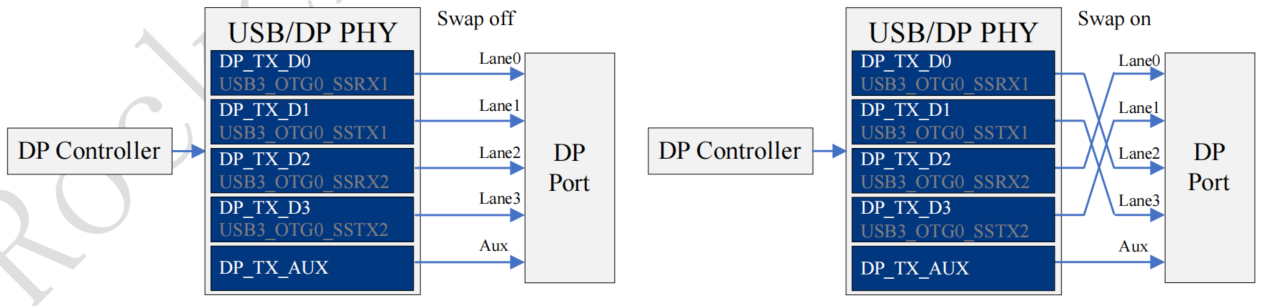 USB/DP PHY
Swap off
DP_TX_D0
USB3_OTG0_SSRX1
Lane0
DP_TX_D1
USB3_OTG0_SSTX1
Lane1
DP Controller
DP_TX_D2
USB3_OTG0_SSRX2
Lane2
DP
Port
DP_TX_D3
USB3_OTG0_SSTX2
Lane3
DP_TX_AUX
Aux
USB/DP PHY
Swap on
DP_TX_D0
USB3_OTG0_SSRX1
Lane0
DP_TX_D1
USB3_OTG0_SSTX1
Lane1
DP Controller
DP_TX_D2
USB3_OTG0_SSRX2
Lane2
DP
Port
DP_TX_D3
USB3_OTG0_SSTX2
Lane3
DP_TX_AUX
Aux